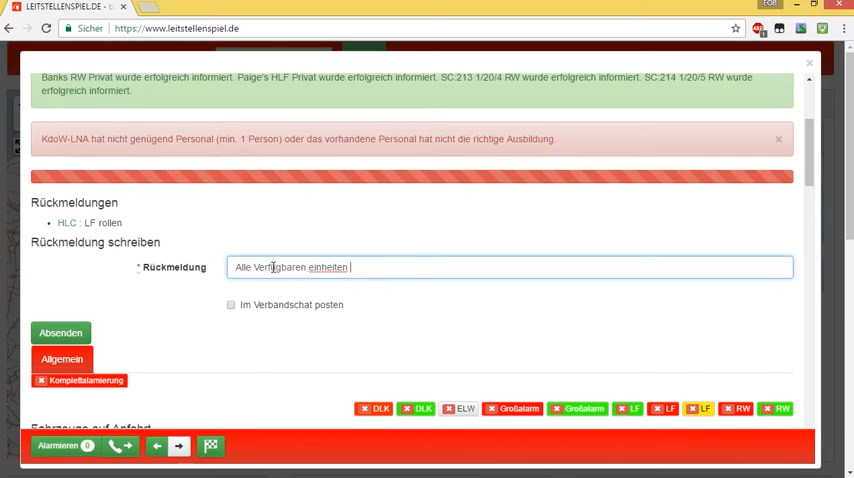 LEITSTELLENSPIEL.DE - b
FOB
Sicher
https://www.leitstellenspiel.de
Banks RW Privat wurde erfolgreich informiert. Paige's HLF Privat wurde erfolgreich informiert. SC:213 1/20/4 RW wurde erfolgreich informiert. SC:214 1/20/5 RW wurde
erfolgreich informiert.
KdoW-LNA hat nicht genügend Personal (min. 1 Person) oder das vorhandene Personal hat nicht die richtige Ausbildung.
Rückmeldungen
HLC : LF rollen
Rückmeldung schreiben
* Rückmeldung
Alle Verfügbaren einheiten
Im Verbandschat posten
Absenden
Allgemein
Komplettalamierung
DLK DLK ELW Großalarm Großalarm LF LF LF RW RW
Fahrzeuge auf Anfahrt
Alarmieren 0